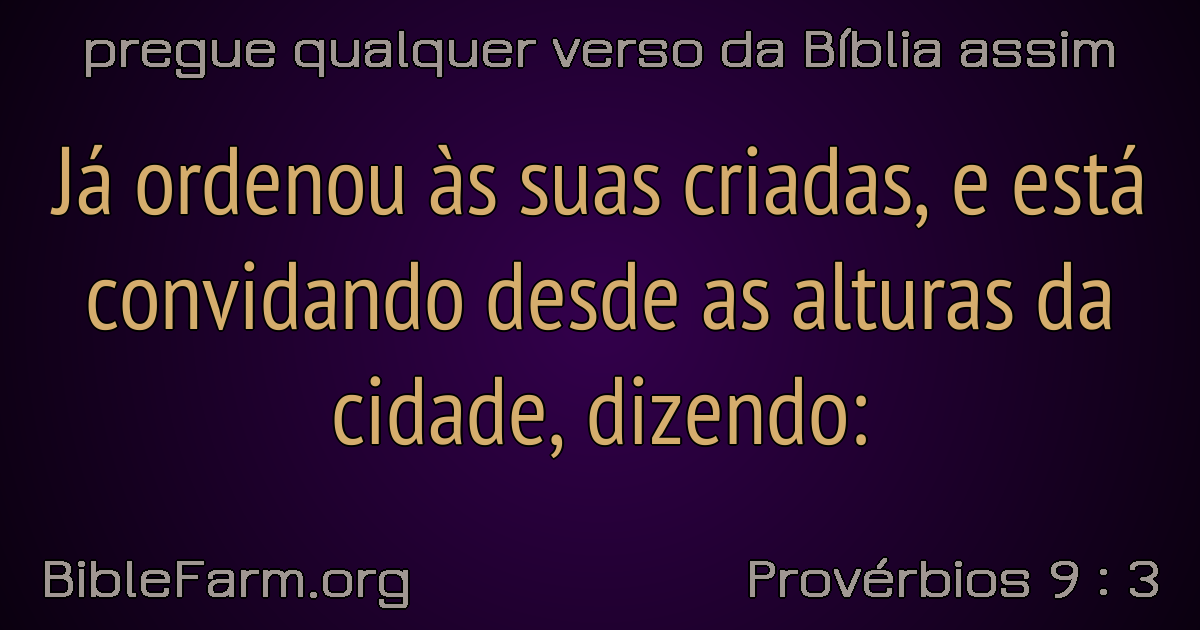 pregue qualquer verso da Bíblia assim
Já ordenou às suas criadas, e está
convidando desde as alturas da
cidade, dizendo:
BibleFarm.org
Provérbios 9 : 3